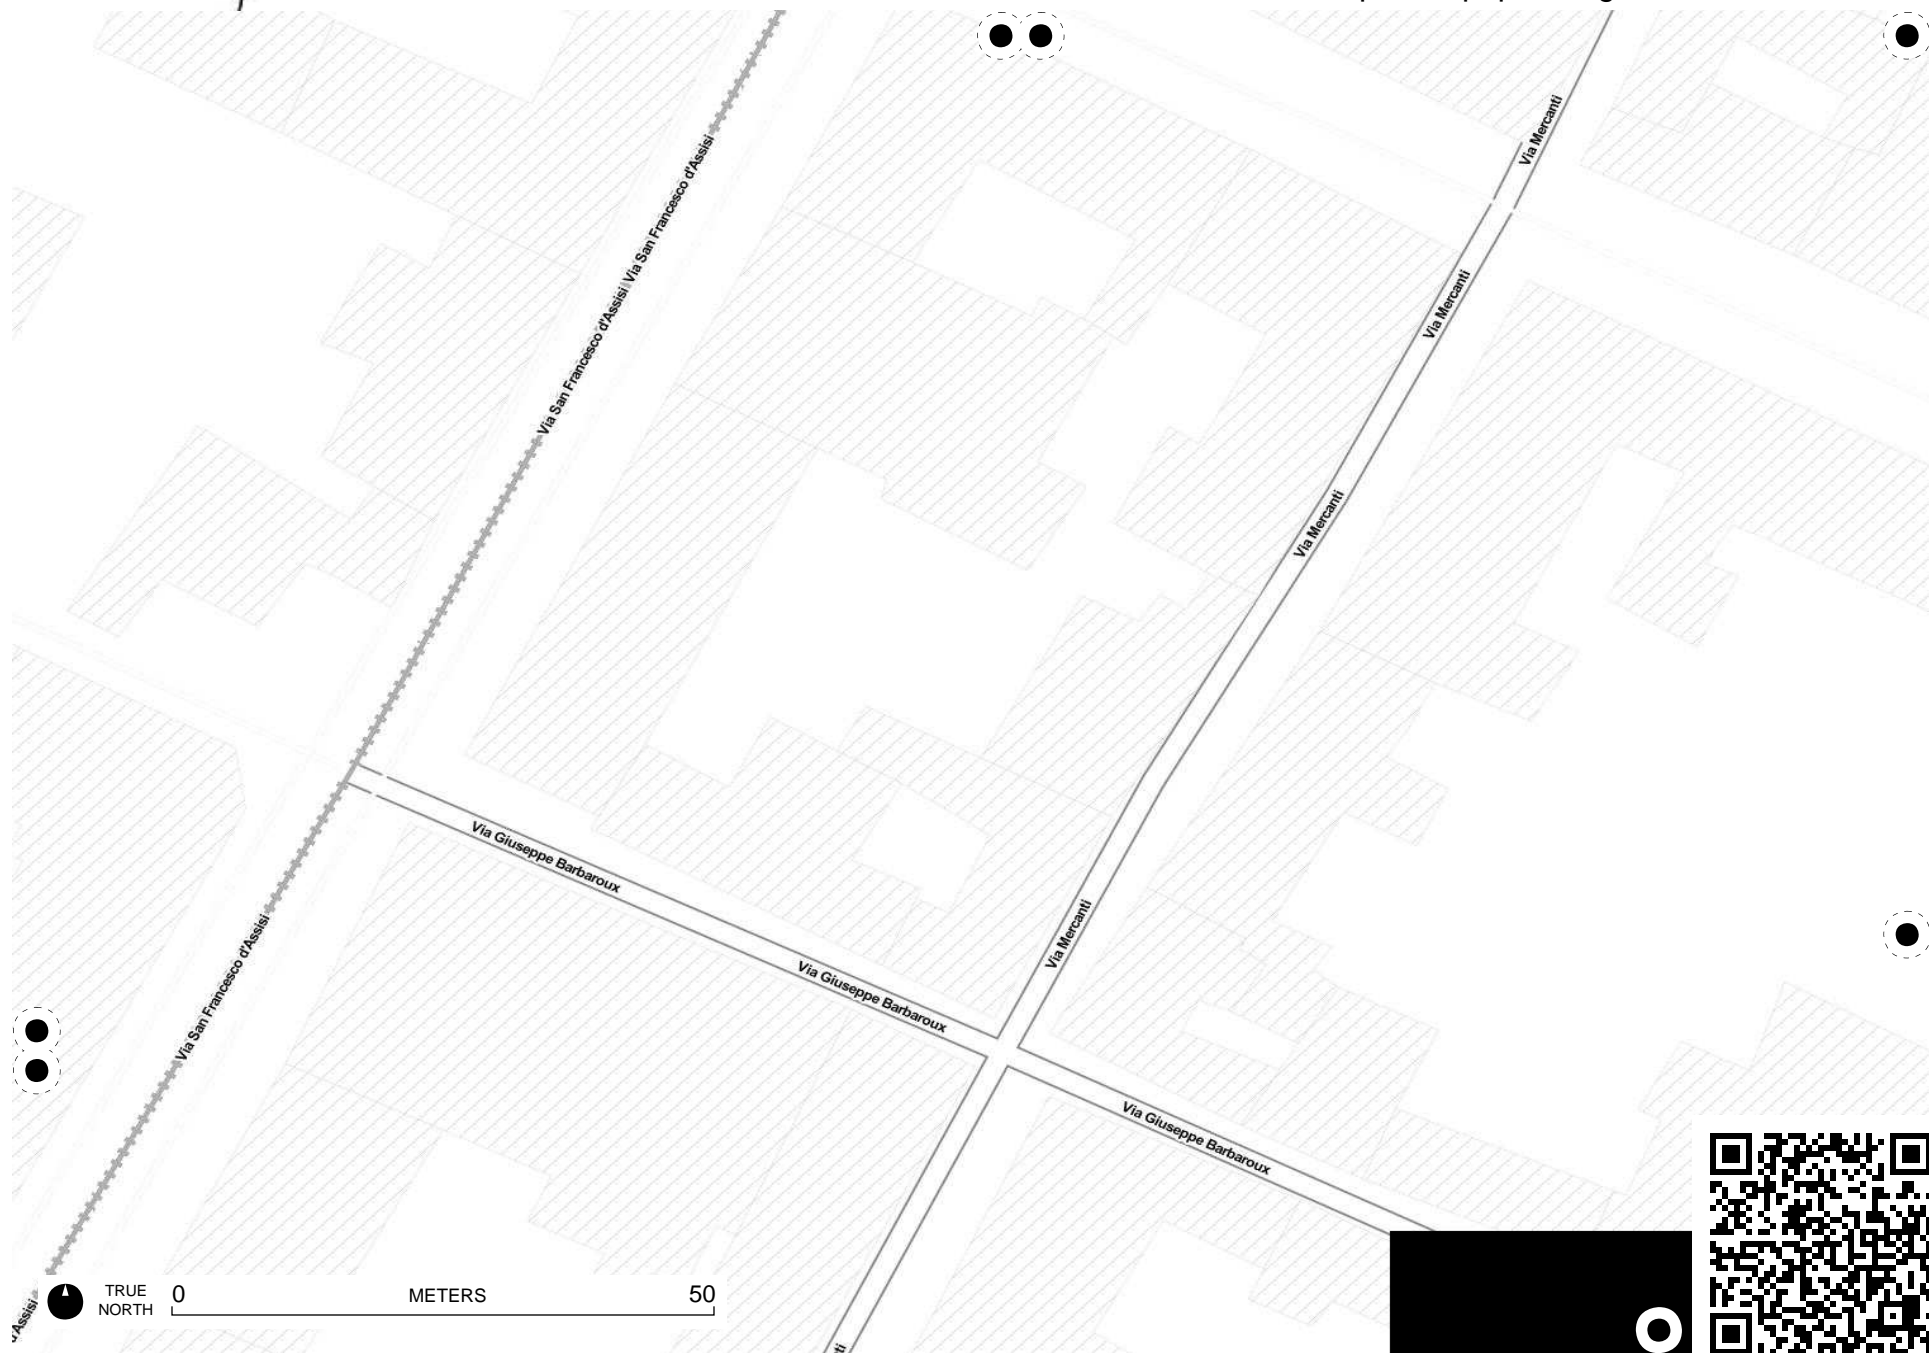 Via Mercanti
Via San Francesco d'Assisi
Via San Francesco d'Assisi
Via Mercanti
Via Mercanti
Via Giuseppe Barbaroux
Via Mercanti
Via San Francesco d'Assisi
Via Giuseppe Barbaroux
Via Giuseppe Barbaroux
d'Assisi
TRUE
NORTH
0 METERS 50